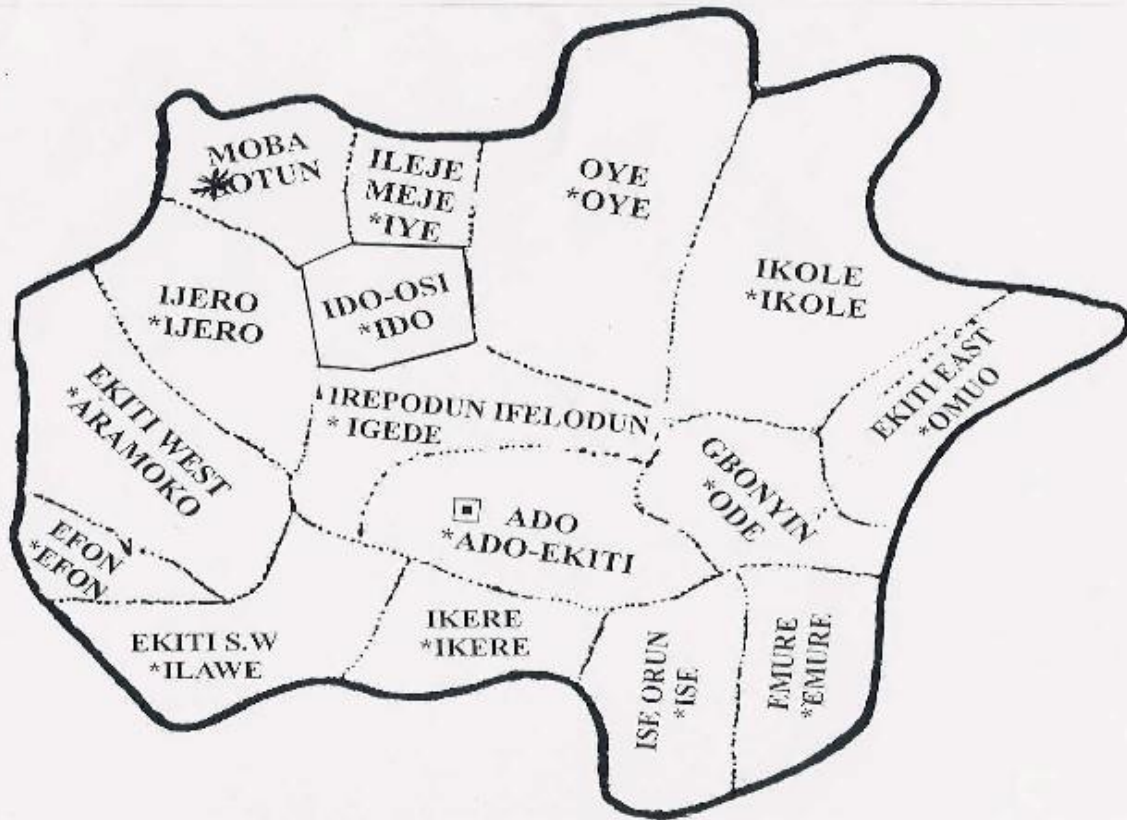 MOBA
*OTUN
ILEJE
MEJE
*IYE
OYE
*OYE
IKOLE
*IKOLE
IJERO
*IJERO
IDO-OSI
*IDO
EKITI EAST
*OMUO
EKITI WEST
*ARAMOKO
IREPODUN IFELODUN
* IGEDE
GBONYIN
*ODE
ADO
*ADO-EKITI
EFON
*EFON
EKITI S.W
*ILAWE
IKERE
*IKERE
ISE ORUN
*ISE
EMURE
*EMURE